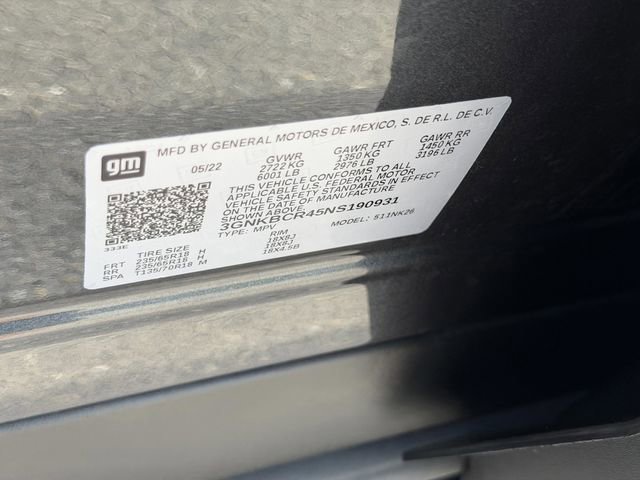 gm
MFD BY GENERAL MOTORS DE MEXICO, S. DE R.L. DE C.V.
05/22 GVWR GAWR FRT GAWR RR
2722 KG 1350 KG 1450 KG
6001 LB 2976 LB 3196 LB
THIS VEHICLE CONFORMS TO ALL
APPLICABLE U.S. FEDERAL MOTOR
VEHICLE SAFETY STANDARDS IN EFFECT
ON THE DATE OF MANUFACTURE
SHOWN ABOVE.
3GNKBCR45NS190931
TYPE: MPV MODEL: 511NK26
333E
TIRE SIZE RIM
FRT 235/65R18 H 18X8J
RR 235/65R18 H 18X8J
SPA T135/70R18 M 18X4.5B